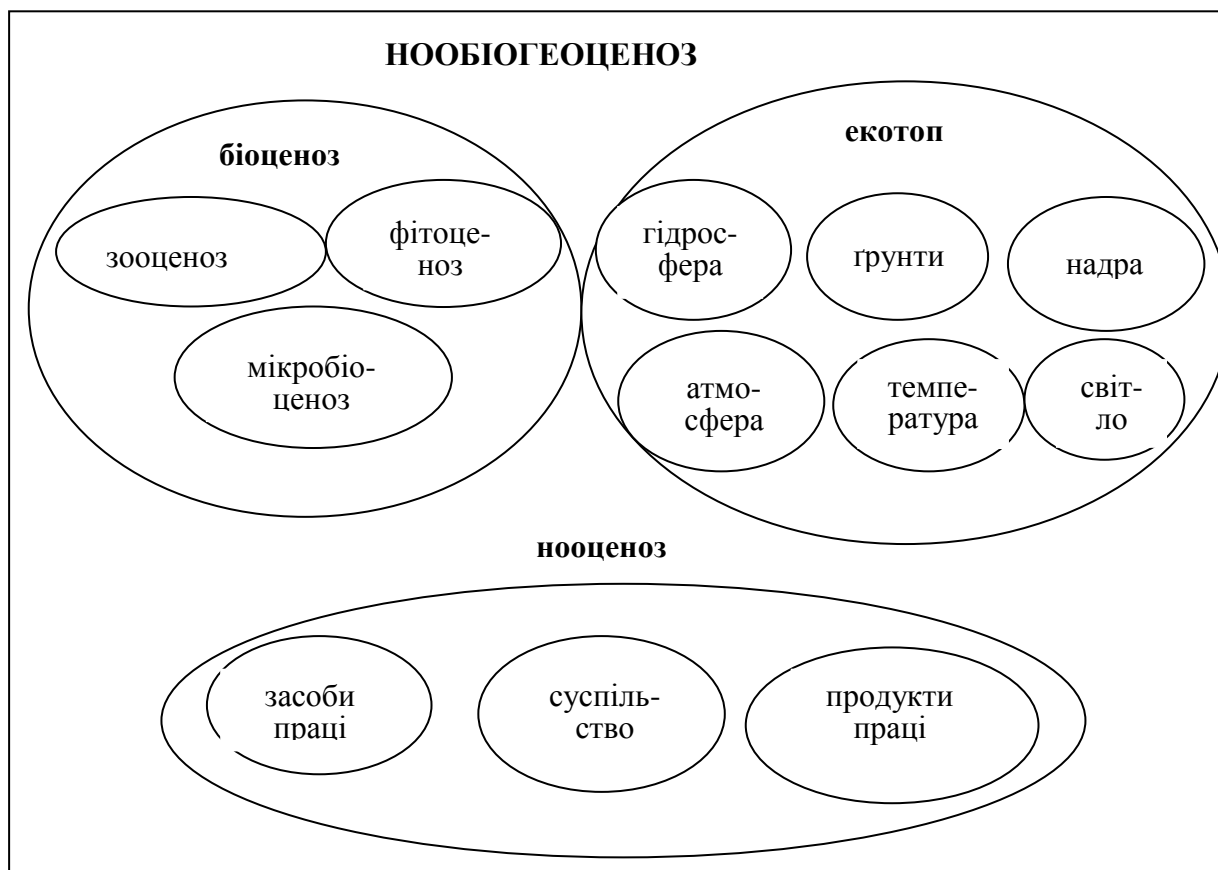 НООБІОГЕОЦЕНОЗ
біоценоз
зооценоз
фітоце-
ноз
мікробіо-
ценоз
екотоп
гідрос-
фера
ґрунти
надра
атмо-
сфера
темпе-
ратура
світ-
ло
нооценоз
засоби
праці
суспіль-
ство
продукти
праці